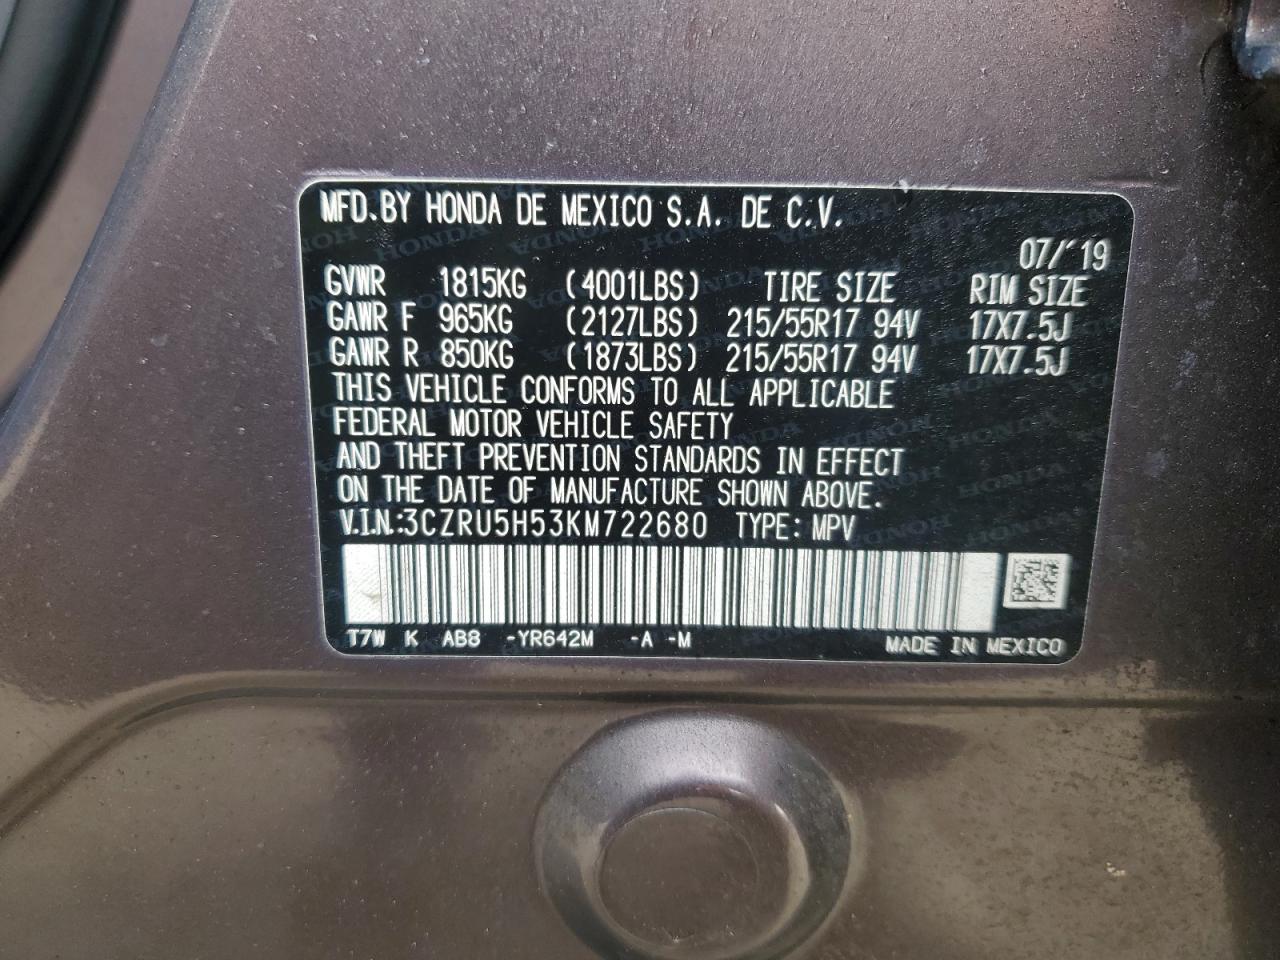 MFD.BY HONDA DE MEXICO S.A. DE C.V.
07/'19
GVWR 1815KG (4001LBS) TIRE SIZE RIM SIZE
GAWR F 965KG (2127LBS) 215/55R17 94V 17X7.5J
GAWR R 850KG (1873LBS) 215/55R17 94V 17X7.5J
THIS VEHICLE CONFORMS TO ALL APPLICABLE
FEDERAL MOTOR VEHICLE SAFETY
AND THEFT PREVENTION STANDARDS IN EFFECT
ON THE DATE OF MANUFACTURE SHOWN ABOVE.
V.I.N.:3CZRU5H53KM722680 TYPE: MPV
T7W K AB8 -YR642M -A -M MADE IN MEXICO